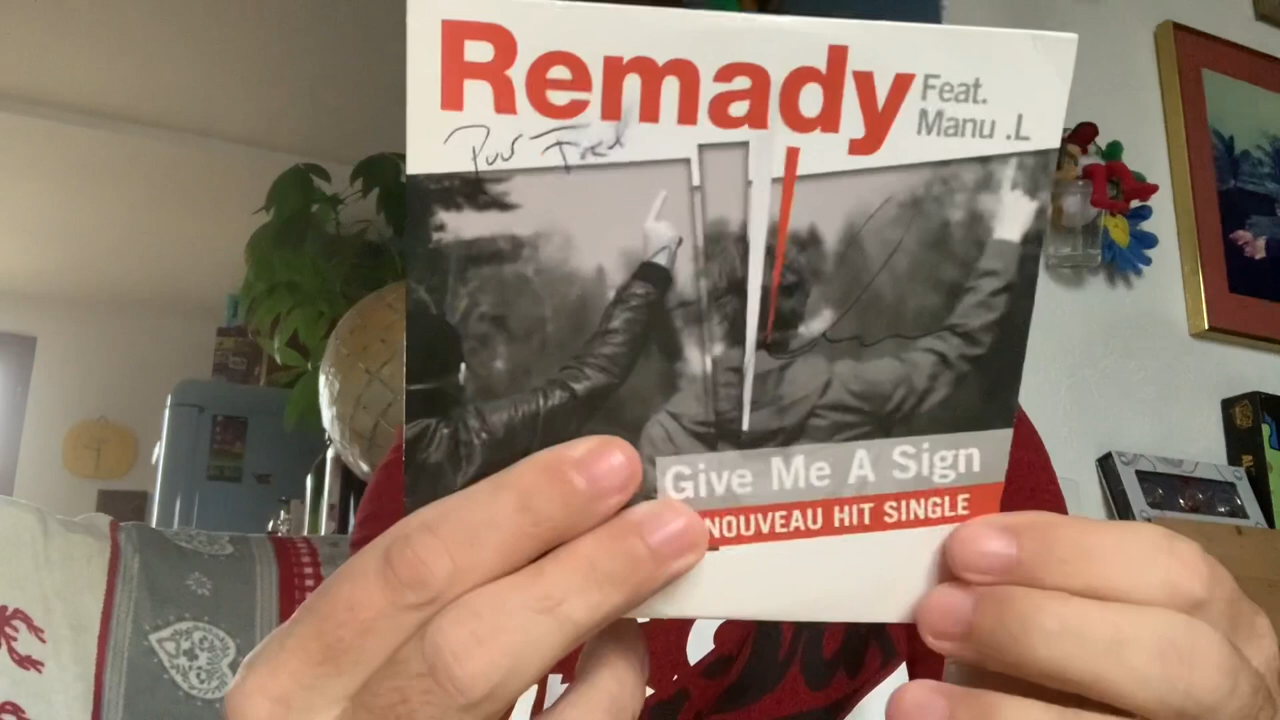 Remady
Feat.
Manu .L
Pour Fred
Give Me A Sign
NOUVEAU HIT SINGLE